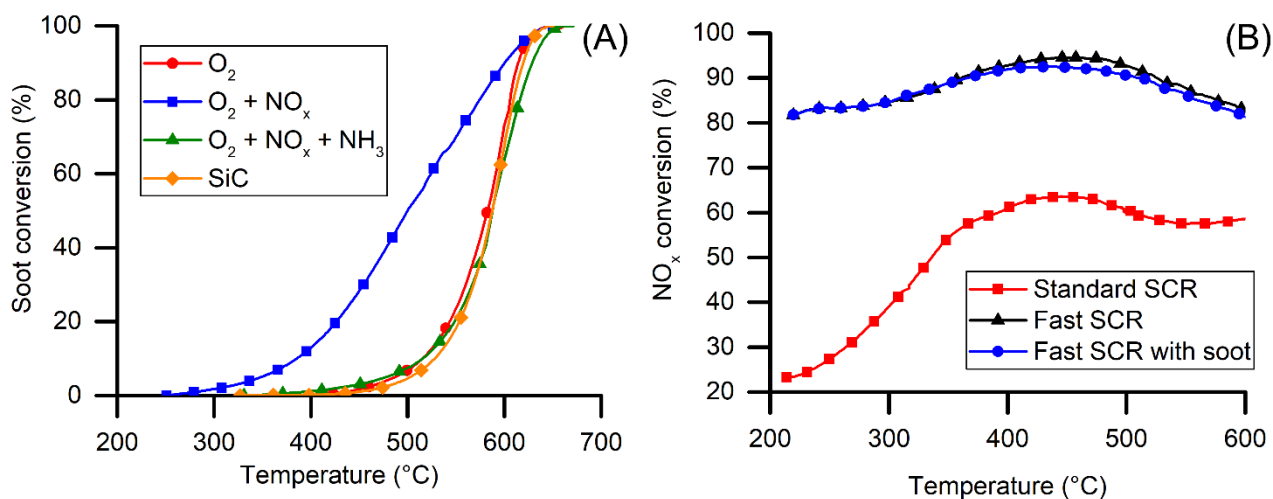 (A)
Soot conversion (%)
100
80
60
40
20
0
O₂
O₂ + NOₓ
O₂ + NOₓ + NH₃
SiC
200 300 400 500 600 700
Temperature (°C)
(B)
NOₓ conversion (%)
100
90
80
70
60
50
40
30
20
Standard SCR
Fast SCR
Fast SCR with soot
200 300 400 500 600
Temperature (°C)